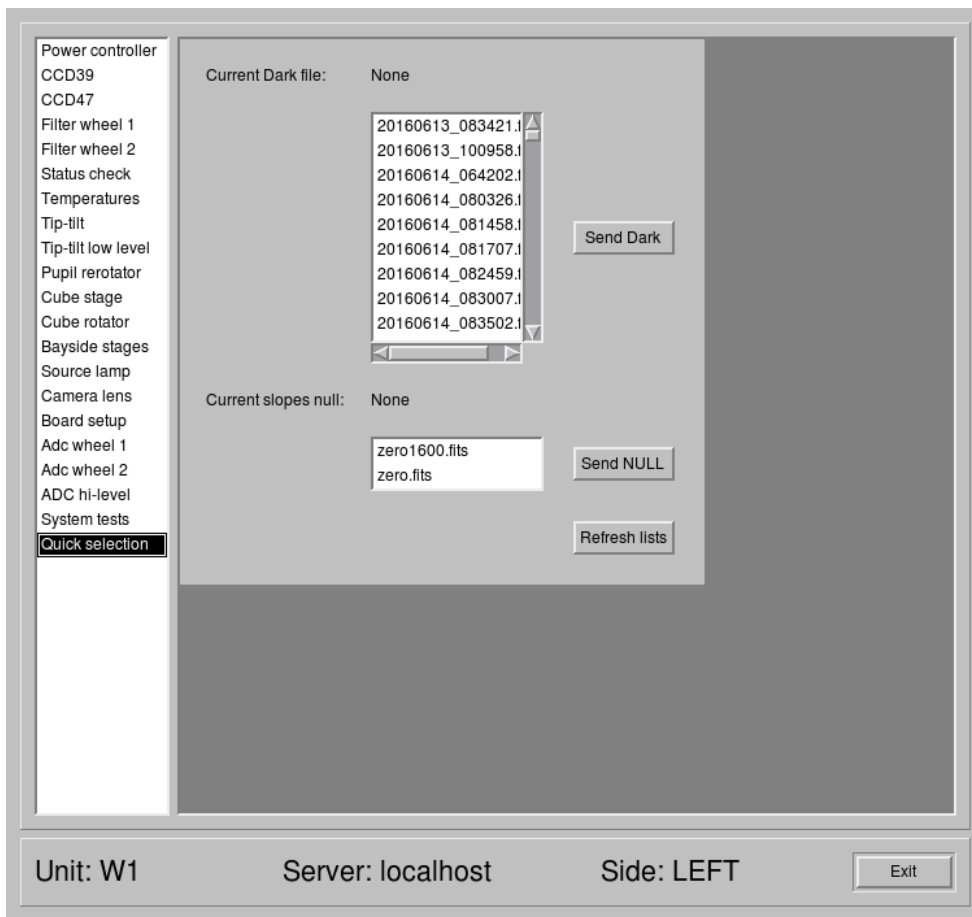 Power controller
CCD39
CCD47
Filter wheel 1
Filter wheel 2
Status check
Temperatures
Tip-tilt
Tip-tilt low level
Pupil rerotator
Cube stage
Cube rotator
Bayside stages
Source lamp
Camera lens
Board setup
Adc wheel 1
Adc wheel 2
ADC hi-level
System tests
Quick selection
Current Dark file: None
20160613_083421.f
20160613_100958.f
20160614_064202.f
20160614_080326.f
20160614_081458.f
20160614_081707.f
20160614_082459.f
20160614_083007.f
20160614_083502.f
Send Dark
Current slopes null: None
zero1600.fits
zero.fits
Send NULL
Refresh lists
Unit: W1 Server: localhost Side: LEFT Exit